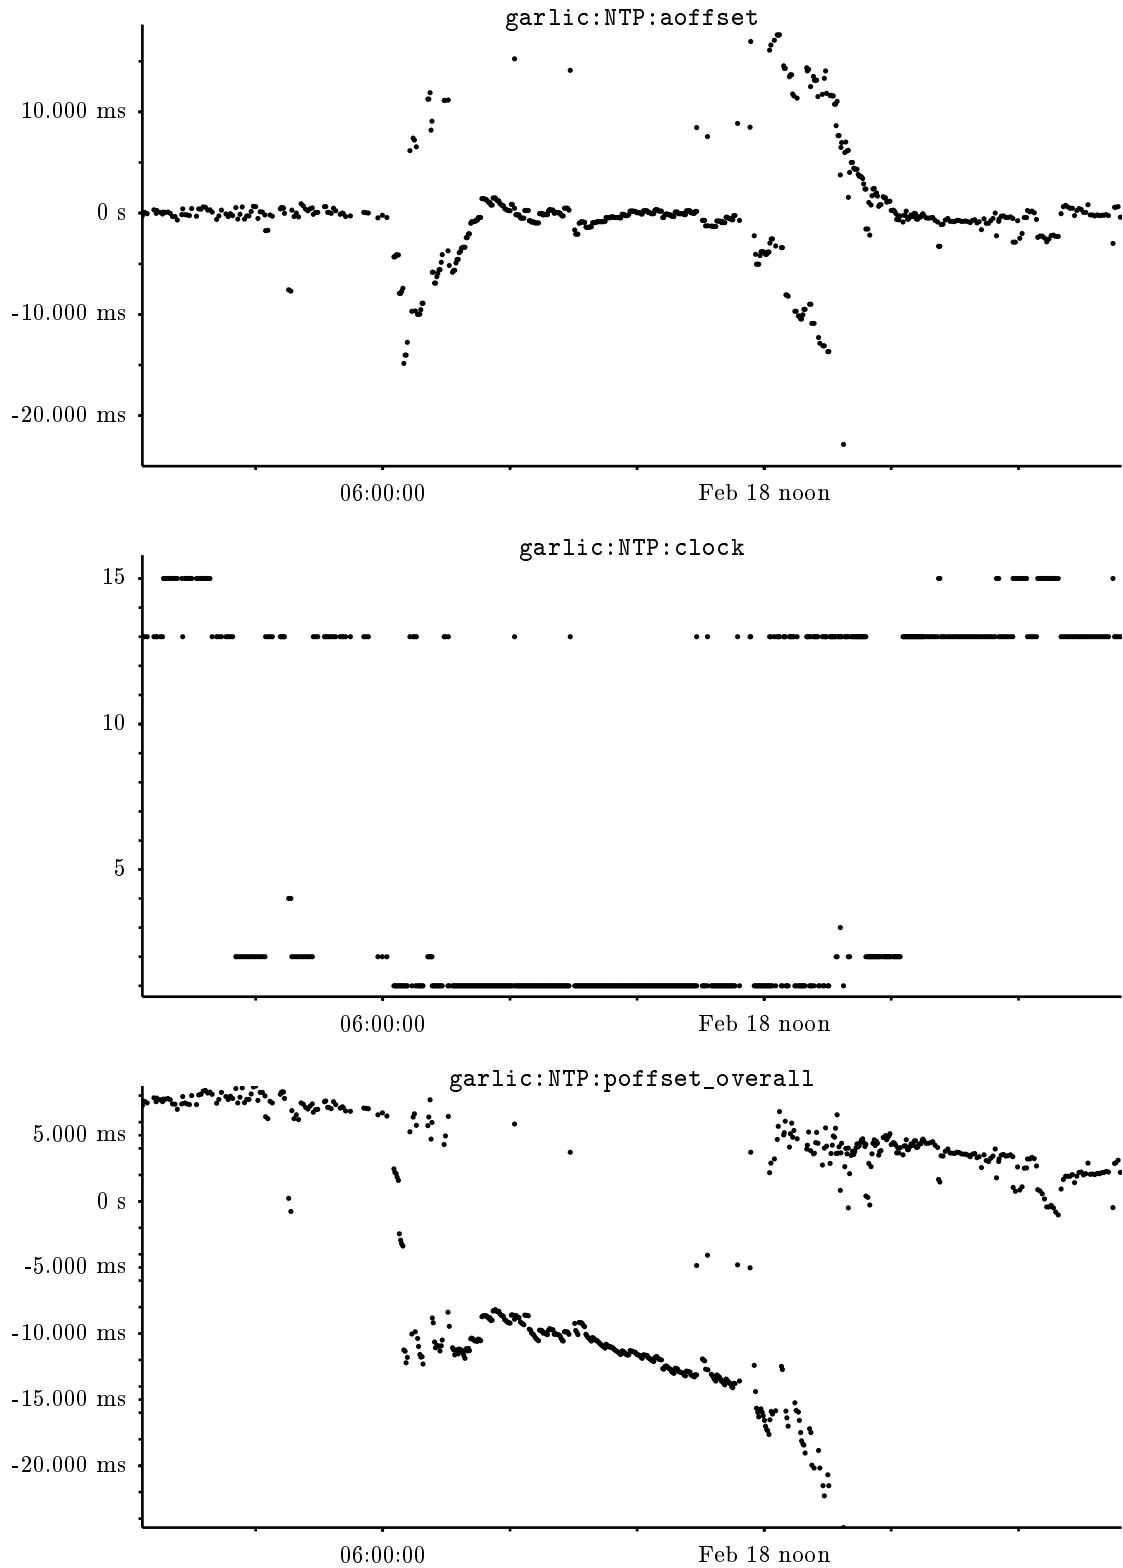 garlic:NTP:aoffset
10.000 ms
0 s
-10.000 ms
-20.000 ms
06:00:00 Feb 18 noon
garlic:NTP:clock
15
10
5
06:00:00 Feb 18 noon
garlic:NTP:poffset_overall
5.000 ms
0 s
-5.000 ms
-10.000 ms
-15.000 ms
-20.000 ms
06:00:00 Feb 18 noon